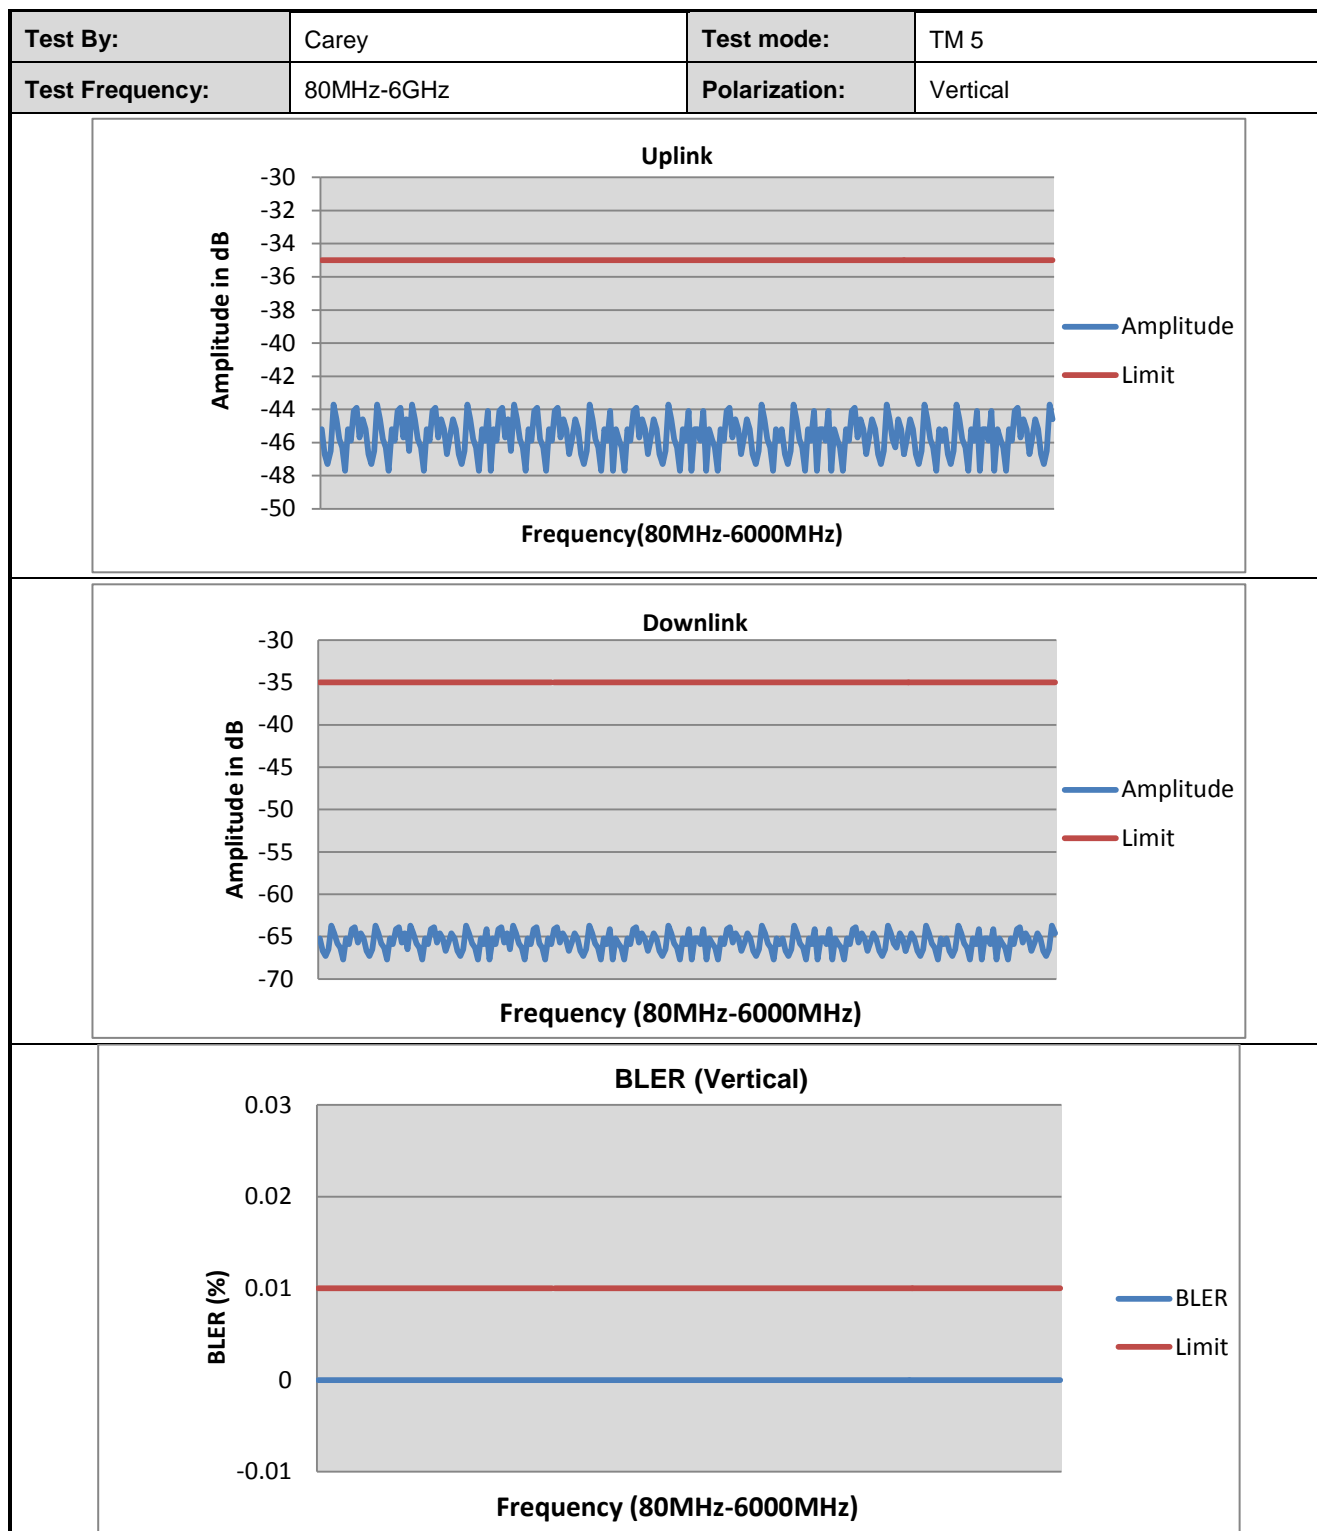 Test By: Carey Test mode: TM 5
Test Frequency: 80MHz-6GHz Polarization: Vertical
Uplink
-30
-32
-34
-36
-38
-40
-42
-44
-46
-48
-50
Amplitude in dB
Frequency(80MHz-6000MHz)
Amplitude
Limit
Downlink
-30
-35
-40
-45
-50
-55
-60
-65
-70
Amplitude in dB
Frequency (80MHz-6000MHz)
Amplitude
Limit
BLER (Vertical)
0.03
0.02
0.01
0
-0.01
BLER (%)
Frequency (80MHz-6000MHz)
BLER
Limit